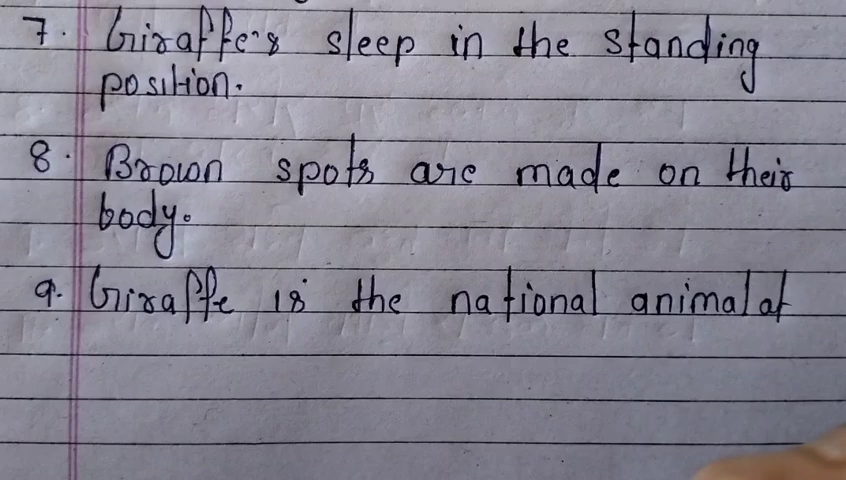 7. Giraffe's sleep in the standing
position.
8. Brown spots are made on their
body.
9. Giraffe is the national animal of